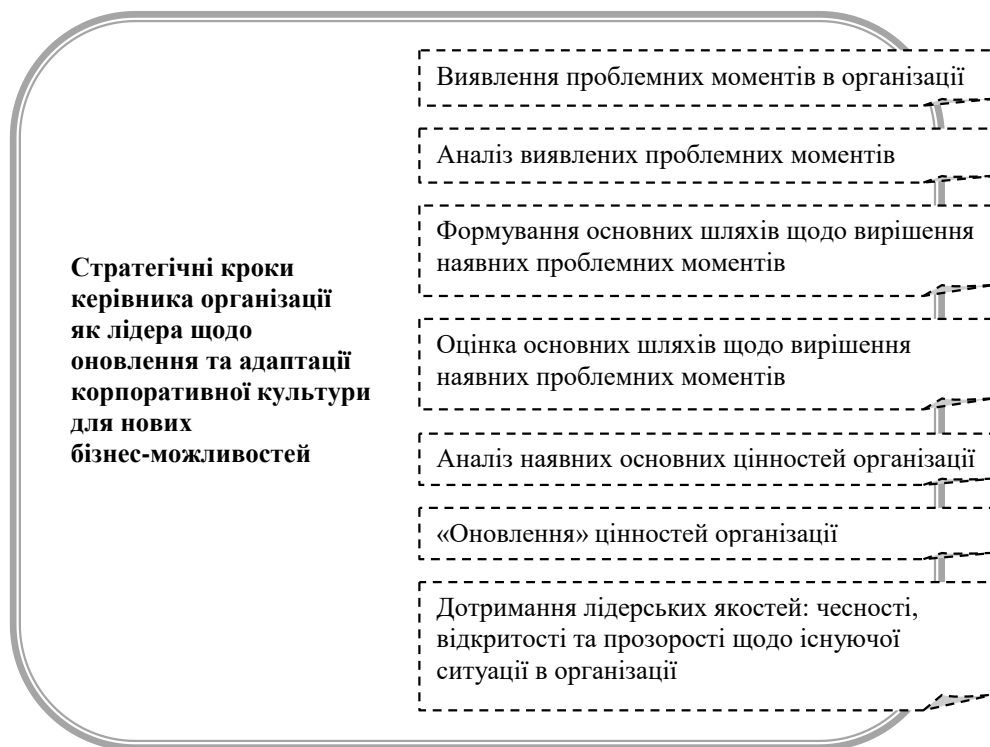 Стратегічні кроки
керівника організації
як лідера щодо
оновлення та адаптації
корпоративної культури
для нових
бізнес-можливостей
Виявлення проблемних моментів в організації
Аналіз виявлених проблемних моментів
Формування основних шляхів щодо вирішення
наявних проблемних моментів
Оцінка основних шляхів щодо вирішення
наявних проблемних моментів
Аналіз наявних основних цінностей організації
«Оновлення» цінностей організації
Дотримання лідерських якостей: чесності,
відкритості та прозорості щодо існуючої
ситуації в організації